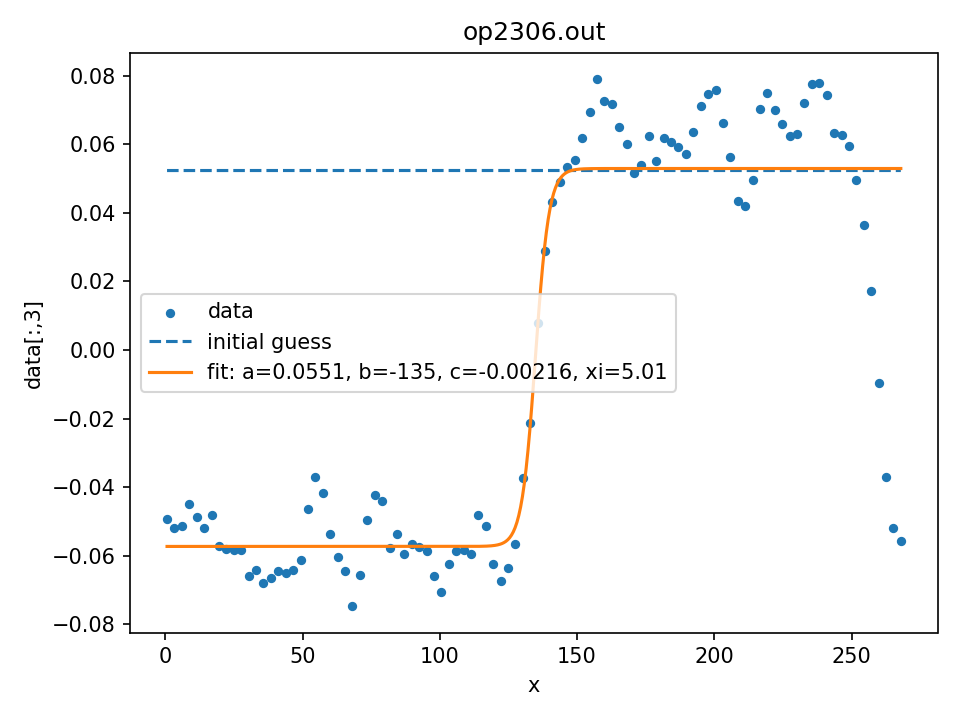 op2306.out
data[:,3]
0.08
0.06
0.04
0.02
0.00
−0.02
−0.04
−0.06
−0.08
data
initial guess
fit: a=0.0551, b=-135, c=-0.00216, xi=5.01
0 50 100 150 200 250
x